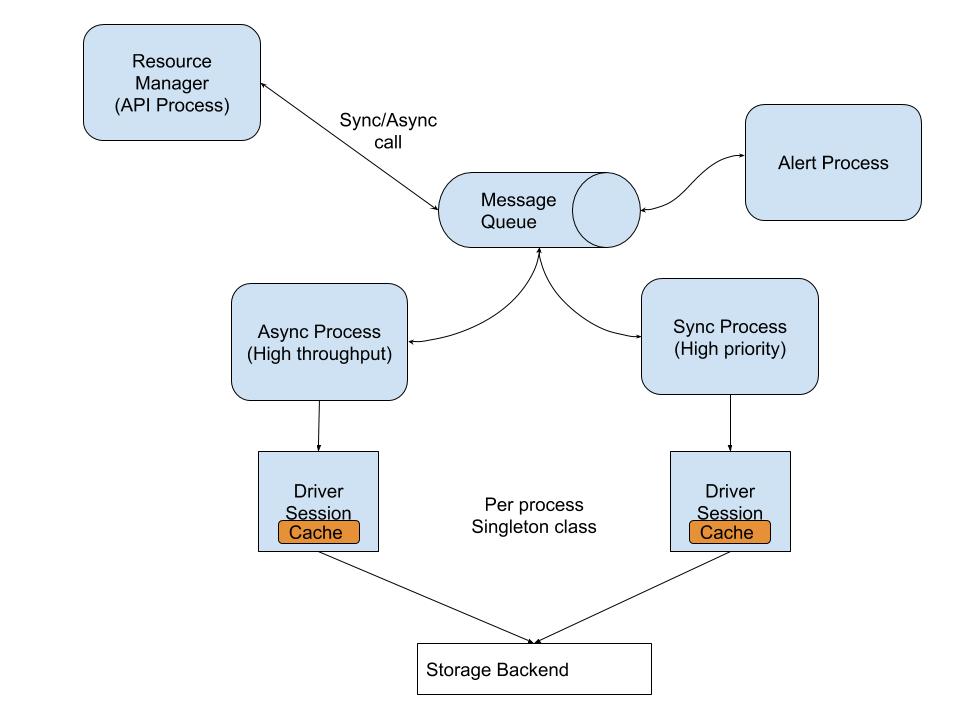 Resource
Manager
(API Process)
Sync/Async
call
Alert Process
Message
Queue
Async Process
(High throughput)
Sync Process
(High priority)
Driver
Session
Cache
Per process
Singleton class
Driver
Session
Cache
Storage Backend